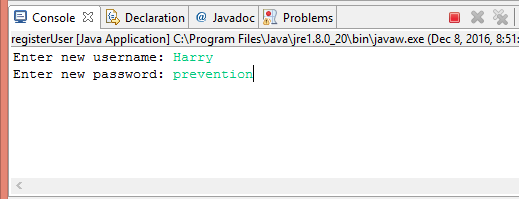 Console Declaration @ Javadoc Problems
registerUser [Java Application] C:\Program Files\Java\jre1.8.0_20\bin\javaw.exe (Dec 8, 2016, 8:51:
Enter new username: Harry
Enter new password: prevention